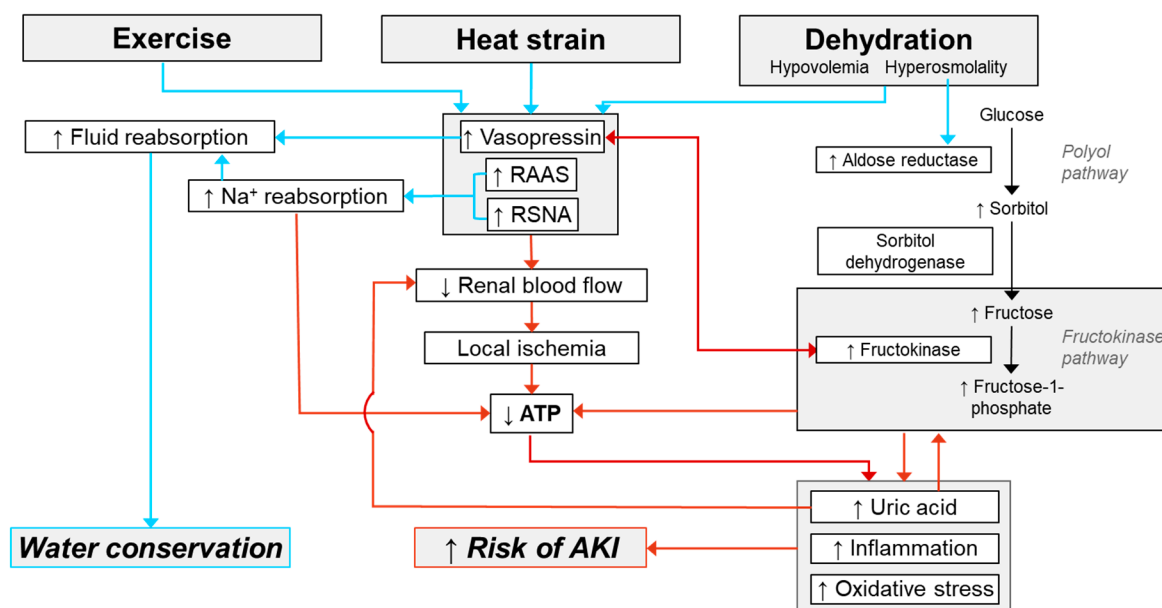 Exercise
Heat strain
Dehydration
Hypovolemia Hyperosmolality
↑ Fluid reabsorption
↑ Vasopressin
Glucose
↑ Aldose reductase
Polyol
pathway
↑ RAAS
↑ Na⁺ reabsorption
↑ RSNA
↑ Sorbitol
Sorbitol
dehydrogenase
↓ Renal blood flow
↑ Fructose
Local ischemia
↑ Fructokinase
Fructokinase
pathway
↑ Fructose-1-
phosphate
↓ ATP
↑ Uric acid
Water conservation
↑ Risk of AKI
↑ Inflammation
↑ Oxidative stress